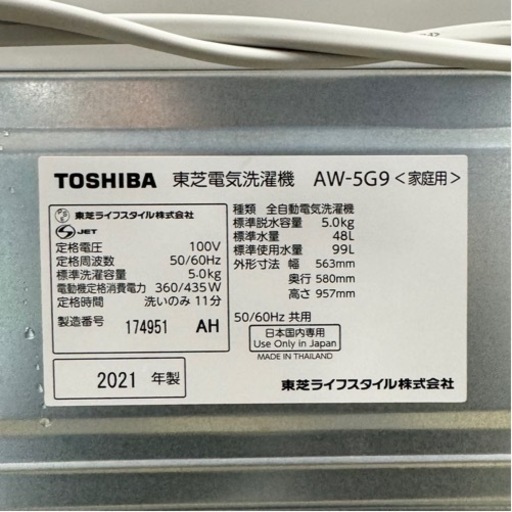 TOSHIBA 東芝電気洗濯機 AW-5G9 <家庭用>
東芝ライフスタイル株式会社
JET
定格電圧 100V
定格周波数 50/60Hz
標準洗濯容量 5.0kg
電動機定格消費電力 360/435W
定格時間 洗いのみ 11分
製造番号 174951 AH
2021 年製
種類 全自動電気洗濯機
標準脱水容量 5.0kg
標準水量 48L
標準使用水量 99L
外形寸法 幅 563mm
奥行 580mm
高さ 957mm
50/60Hz 共用
日本国内専用
Use Only in Japan
MADE IN THAILAND
東芝ライフスタイル株式会社